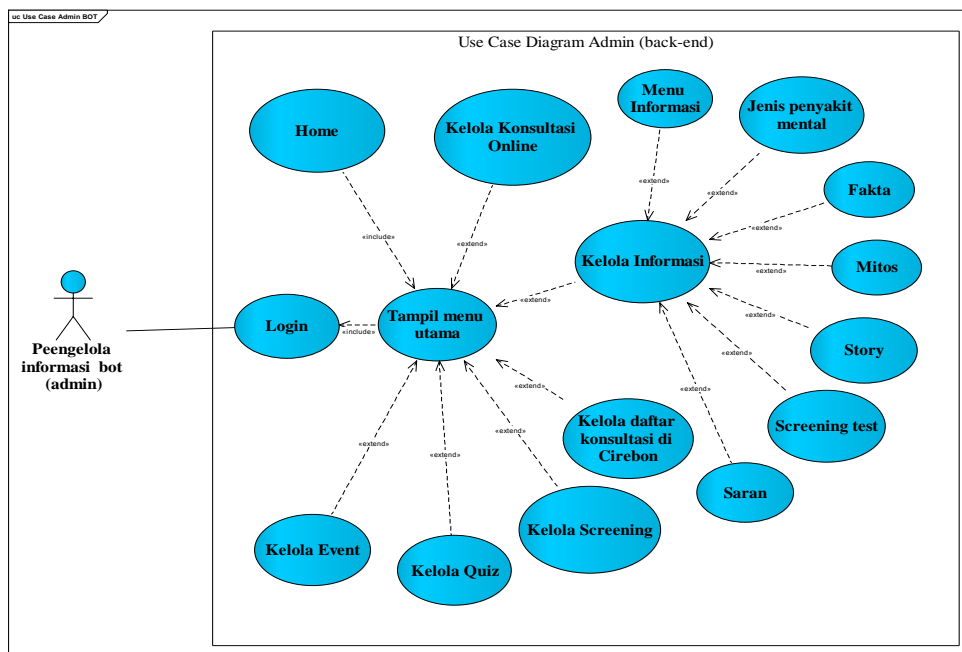 uc Use Case Admin BOT
Use Case Diagram Admin (back-end)
Home
Kelola Konsultasi
Online
Menu
Informasi
Jenis penyakit
mental
Fakta
Mitos
Story
Screening test
Saran
Kelola Informasi
Tampil menu
utama
Login
Peengelola
informasi bot
(admin)
Kelola daftar
konsultasi di
Cirebon
Kelola Screening
Kelola Quiz
Kelola Event
«include»
«extend»
«extend»
«extend»
«extend»
«extend»
«extend»
«extend»
«extend»
«extend»
«include»
«extend»
«extend»
«extend»
«extend»